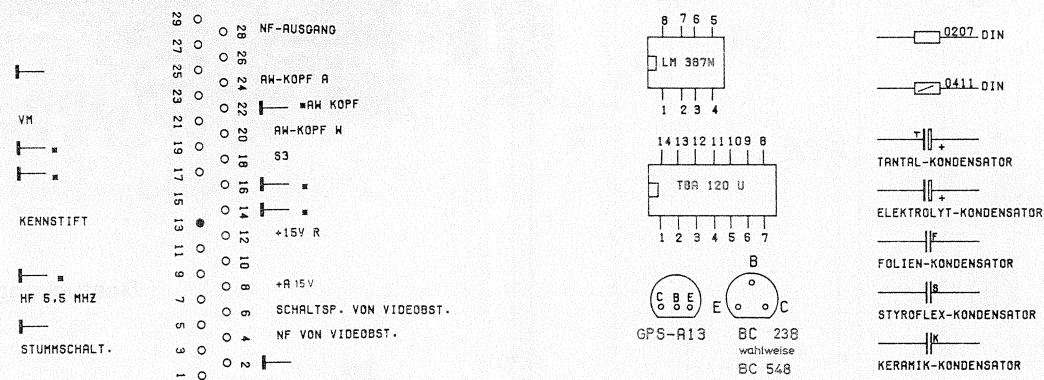 VM
*
*
KENNSTIFT
*
HF 5,5 MHZ
STUMMSCHALT.
29
27
25
23
21
19
17
15
13
11
9
7
5
3
1
28 NF-AUSGANG
26
24 AW-KOPF A
22 *AW KOPF
20 AW-KOPF W
18 S3
16 *
14 *
12 +15V R
10
8 +A 15V
6 SCHALTSP. VON VIDEOBST.
4 NF VON VIDEOBST.
2
8 7 6 5
LM 387N
1 2 3 4
14 13 12 11 10 9 8
TBA 120 U
1 2 3 4 5 6 7
C B E
GPS-A13
B
E C
BC 238
wahlweise
BC 548
0207 DIN
0411 DIN
T
+
TANTAL-KONDENSATOR
+
ELEKTROLYT-KONDENSATOR
F
FOLIEN-KONDENSATOR
S
STYROFLEX-KONDENSATOR
K
KERAMIK-KONDENSATOR